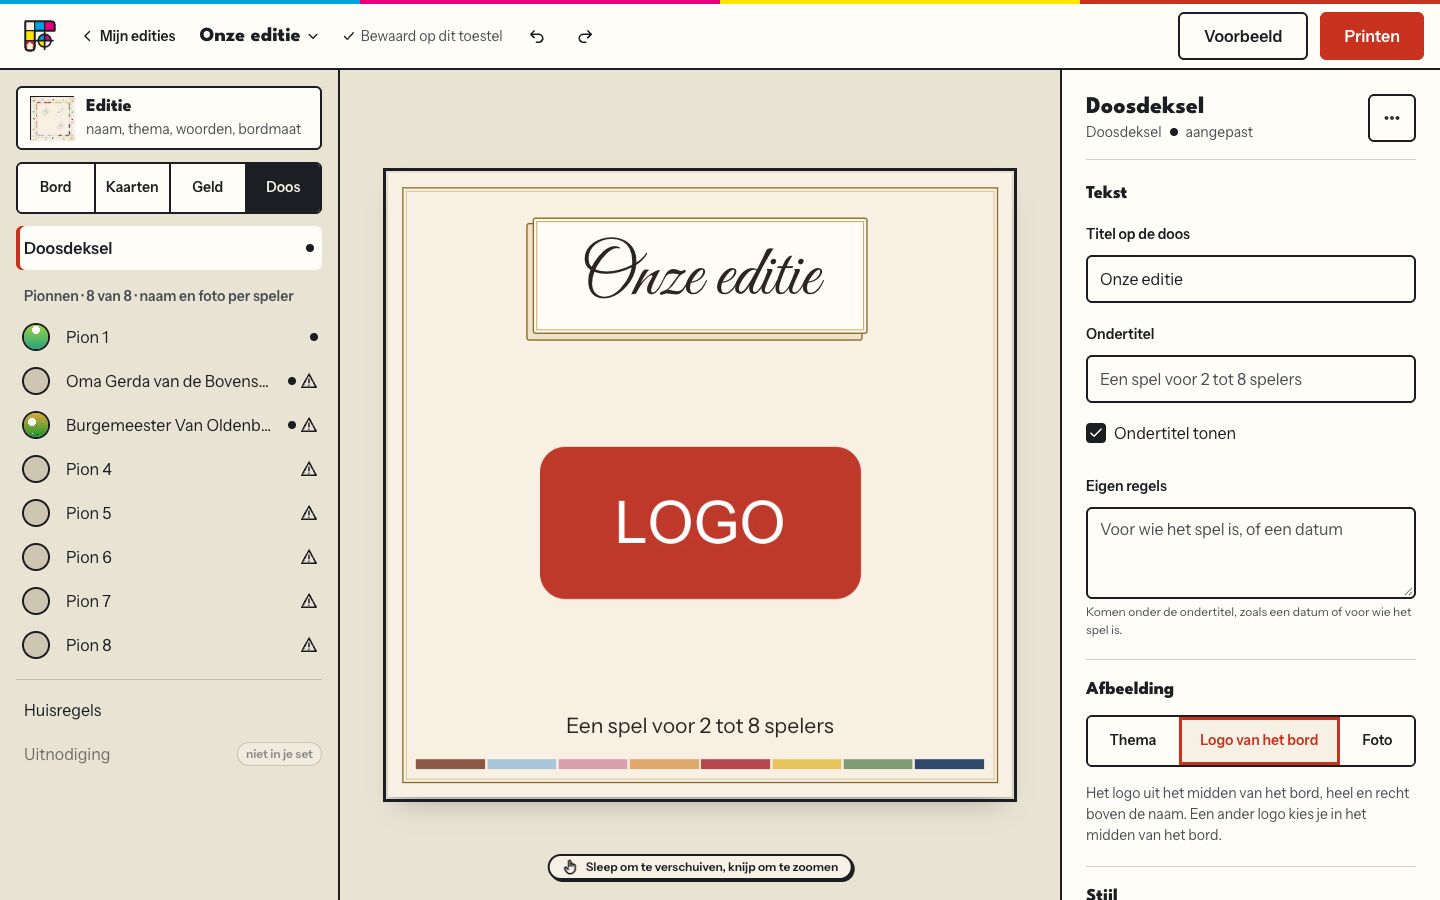 Mijn edities
Onze editie
Bewaard op dit toestel
Voorbeeld
Printen
Editie
naam, thema, woorden, bordmaat
Bord
Kaarten
Geld
Doos
Doosdeksel
Pionnen · 8 van 8 · naam en foto per speler
Pion 1
Oma Gerda van de Bovens...
Burgemeester Van Oldenb...
Pion 4
Pion 5
Pion 6
Pion 7
Pion 8
Huisregels
Uitnodiging
niet in je set
Onze editie
LOGO
Een spel voor 2 tot 8 spelers
Sleep om te verschuiven, knijp om te zoomen
Doosdeksel
Doosdeksel ● aangepast
Tekst
Titel op de doos
Onze editie
Ondertitel
Een spel voor 2 tot 8 spelers
Ondertitel tonen
Eigen regels
Voor wie het spel is, of een datum
Komen onder de ondertitel, zoals een datum of voor wie het
spel is.
Afbeelding
Thema
Logo van het bord
Foto
Het logo uit het midden van het bord, heel en recht
boven de naam. Een ander logo kies je in het
midden van het bord.
Stijl